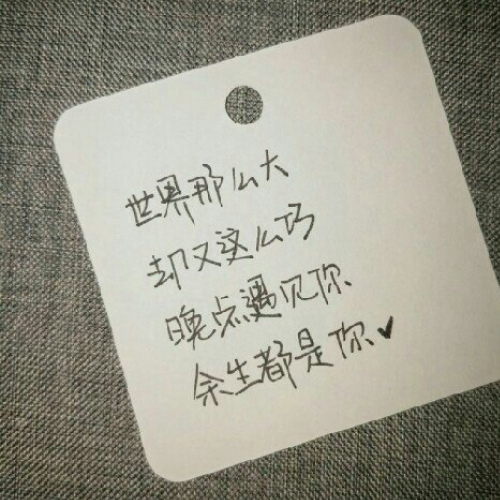 世界那么大
却又这么巧
晚点遇见你
余生都是你♥